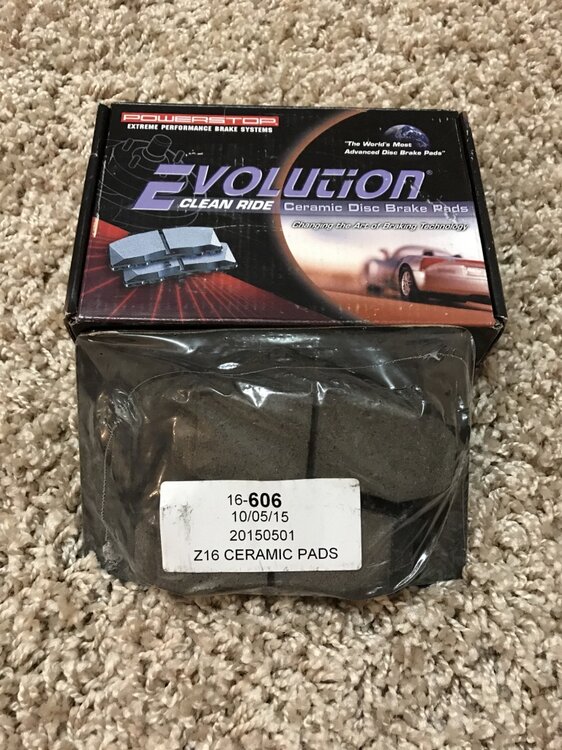 POWERSTOP
EXTREME PERFORMANCE BRAKE SYSTEMS
"The World's Most
Advanced Disc Brake Pads"
EVOLUTION®
CLEAN RIDE Ceramic Disc Brake Pads
Changing the Art of Braking Technology
16-606
10/05/15
20150501
Z16 CERAMIC PADS